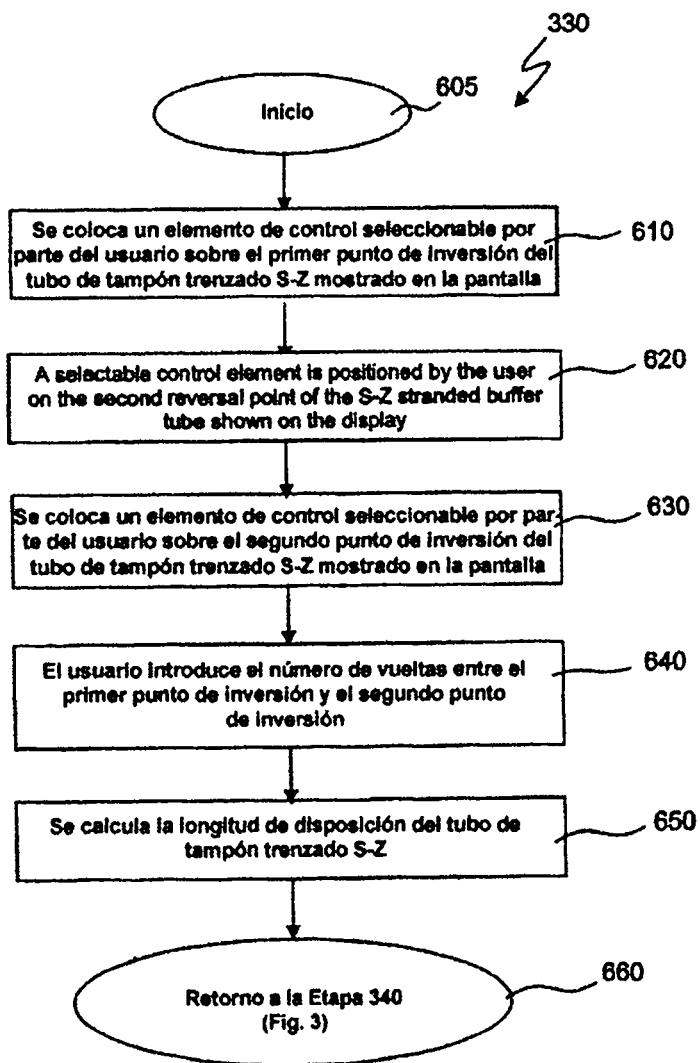 330
605
Inicio
Se coloca un elemento de control seleccionable por
parte del usuario sobre el primer punto de inversión del
tubo de tampón trenzado S-Z mostrado en la pantalla
610
A selectable control element is positioned by the user
on the second reversal point of the S-Z stranded buffer
tube shown on the display
620
Se coloca un elemento de control seleccionable por par-
te del usuario sobre el segundo punto de inversión del
tubo de tampón trenzado S-Z mostrado en la pantalla
630
El usuario introduce el número de vueltas entre el
primer punto de inversión y el segundo punto
de inversión
640
Se calcula la longitud de disposición del tubo de
tampón trenzado S-Z
650
Retorno a la Etapa 340
(Fig. 3)
660